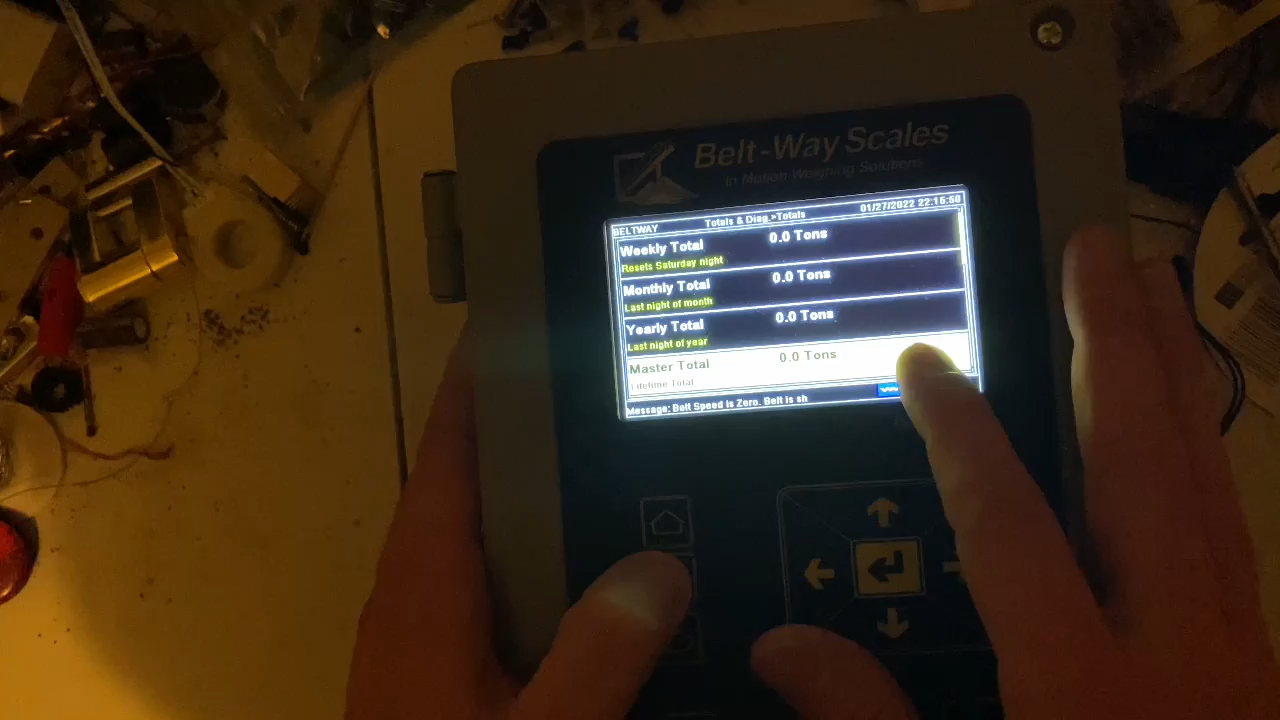 Belt-Way Scales
In Motion Weighing Solutions
BELTWAY Totals & Diag.>Totals 01/27/2022 22:15:50
Weekly Total 0.0 Tons
Resets Saturday night
Monthly Total 0.0 Tons
Last night of month
Yearly Total 0.0 Tons
Last night of year
Master Total 0.0 Tons
Lifetime Total
Message: Belt Speed is Zero. Belt is sh